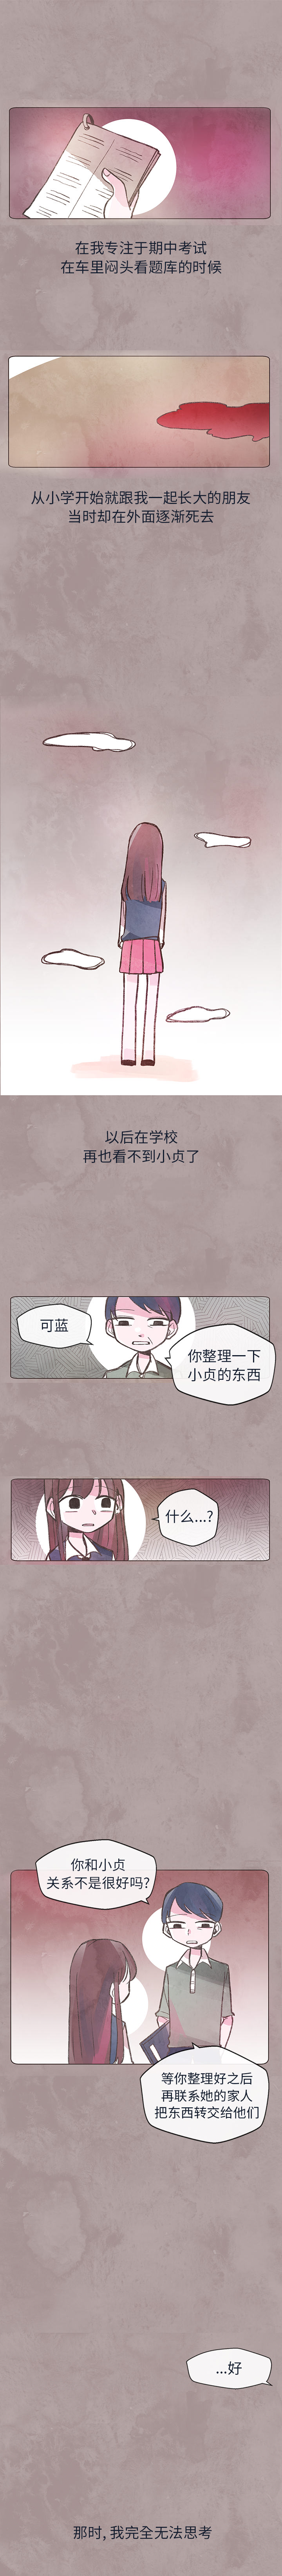 在我专注于期中考试
在车里闷头看题库的时候
从小学开始就跟我一起长大的朋友
当时却在外面逐渐死去
以后在学校
再也看不到小贞了
可蓝
你整理一下
小贞的东西
什么...?
你和小贞
关系不是很好吗?
等你整理好之后
再联系她的家人
把东西转交给他们
...好
那时, 我完全无法思考